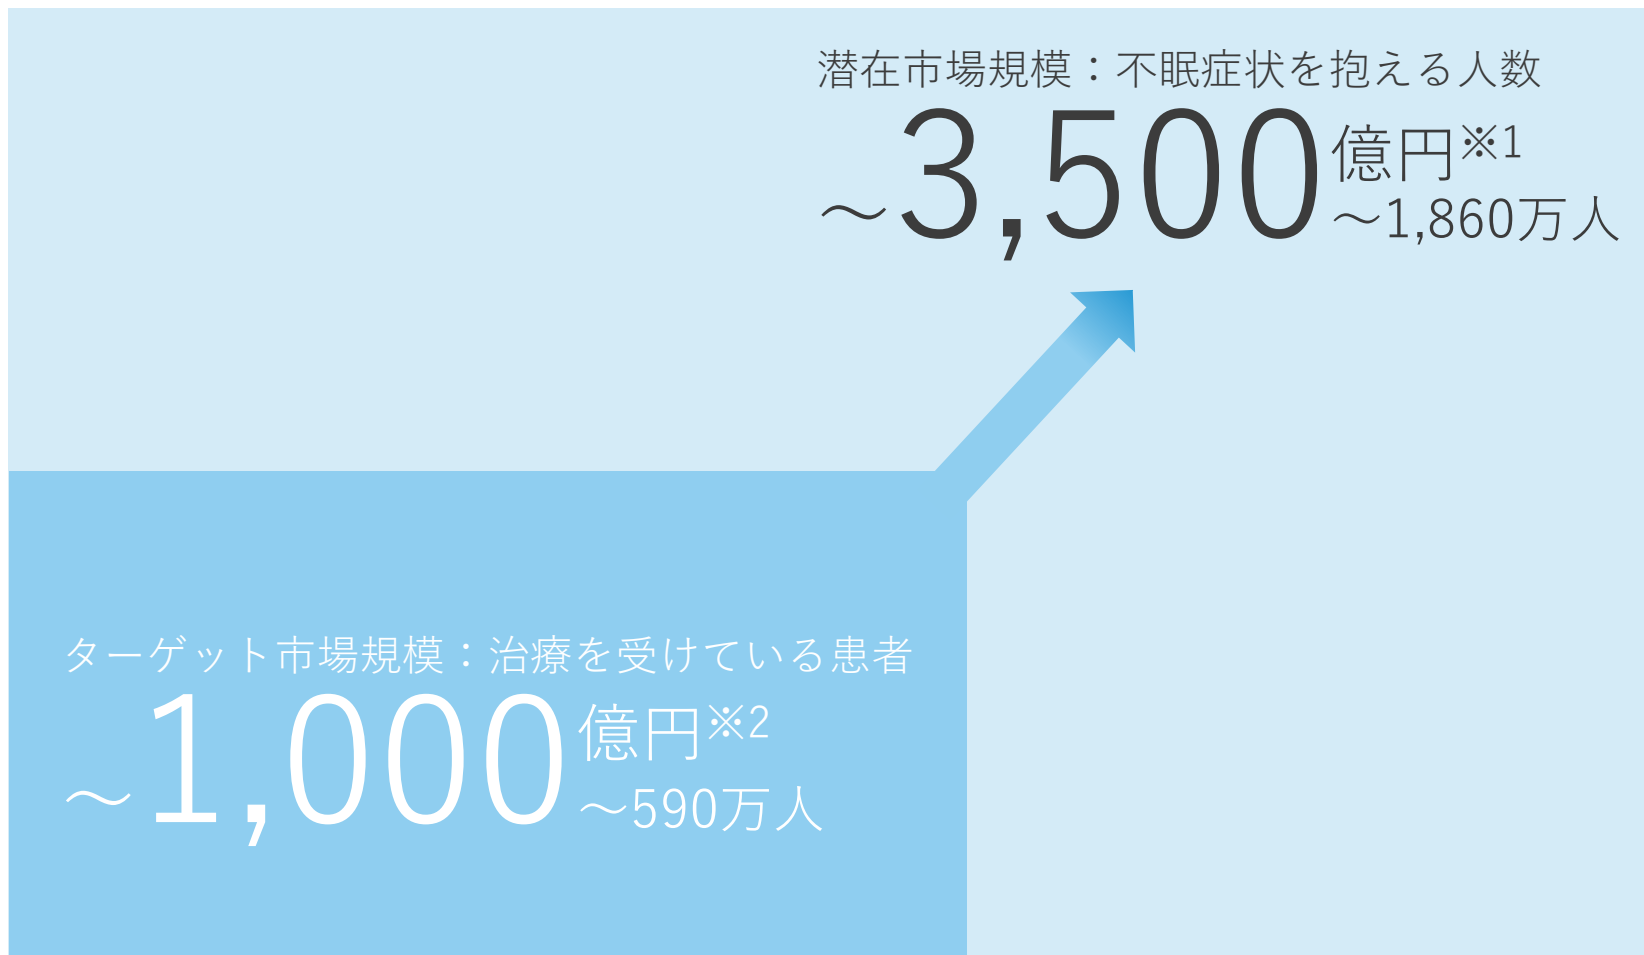 潜在市場規模：不眠症状を抱える人数
～3,500億円※1
～1,860万人
ターゲット市場規模：治療を受けている患者
～1,000億円※2
～590万人